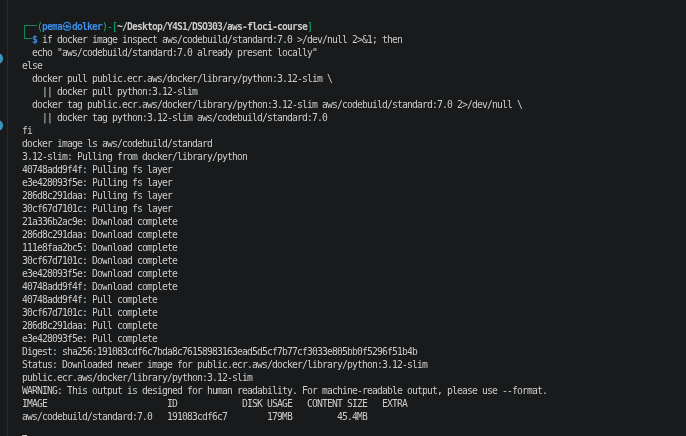 ┌──(pema㉿dolker)-[~/Desktop/Y4S1/DSO303/aws-floci-course]
└─$ if docker image inspect aws/codebuild/standard:7.0 >/dev/null 2>&1; then
  echo "aws/codebuild/standard:7.0 already present locally"
else
  docker pull public.ecr.aws/docker/library/python:3.12-slim \
    || docker pull python:3.12-slim
  docker tag public.ecr.aws/docker/library/python:3.12-slim aws/codebuild/standard:7.0 2>/dev/null \
    || docker tag python:3.12-slim aws/codebuild/standard:7.0
fi
docker image ls aws/codebuild/standard
3.12-slim: Pulling from docker/library/python
40748add9f4f: Pulling fs layer
e3e428093f5e: Pulling fs layer
286d8c291daa: Pulling fs layer
30cf67d7101c: Pulling fs layer
21a336b2ac9e: Download complete
286d8c291daa: Download complete
111e8faa2bc5: Download complete
30cf67d7101c: Download complete
e3e428093f5e: Download complete
40748add9f4f: Download complete
40748add9f4f: Pull complete
30cf67d7101c: Pull complete
286d8c291daa: Pull complete
e3e428093f5e: Pull complete
Digest: sha256:191083cdf6c7bda8c76158983163ead5d5cf7b77cf3033e805bb0f5296f51b4b
Status: Downloaded newer image for public.ecr.aws/docker/library/python:3.12-slim
public.ecr.aws/docker/library/python:3.12-slim
WARNING: This output is designed for human readability. For machine-readable output, please use --format.
IMAGE                        ID             DISK USAGE   CONTENT SIZE   EXTRA
aws/codebuild/standard:7.0   191083cdf6c7        179MB         45.4MB